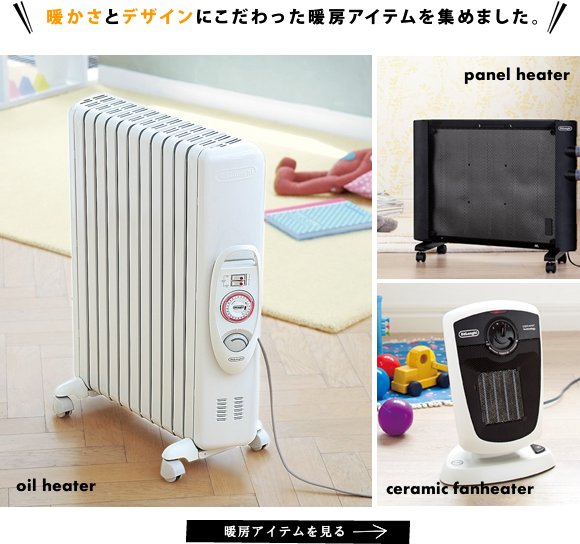 暖かさとデザインにこだわった暖房アイテムを集めました。
panel heater
DeLonghi
oil heater
ceramic fanheater
暖房アイテムを見る